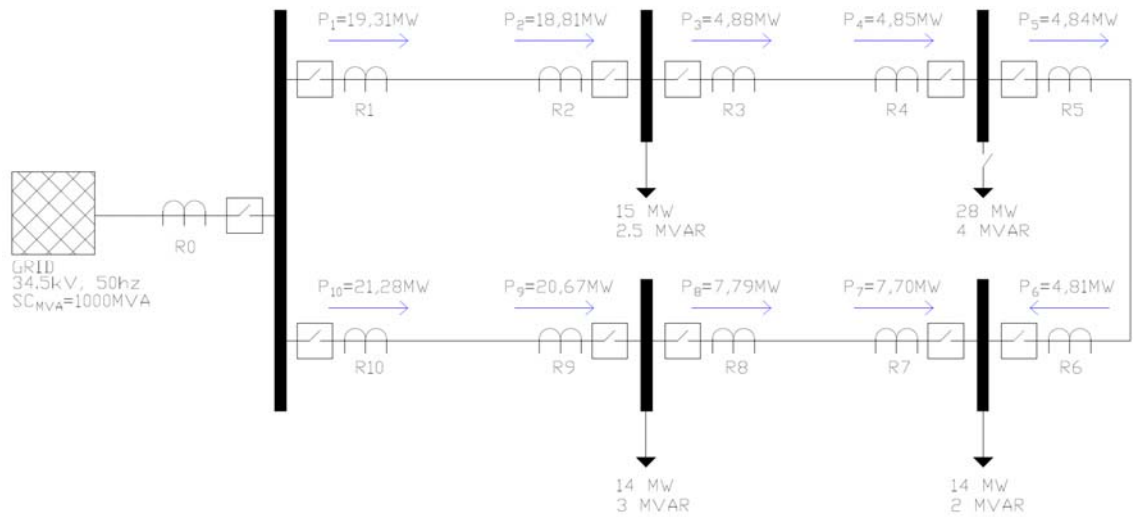 P1=19,31MW
P2=18,81MW
P3=4,88MW
P4=4,85MW
P5=4,84MW
R1
R2
R3
R4
R5
15 MW
2.5 MVAR
28 MW
4 MVAR
R0
GRID
34.5kV, 50hz
SCMVA=1000MVA
P10=21,28MW
P9=20,67MW
P8=7,79MW
P7=7,70MW
P6=4,81MW
R10
R9
R8
R7
R6
14 MW
3 MVAR
14 MW
2 MVAR